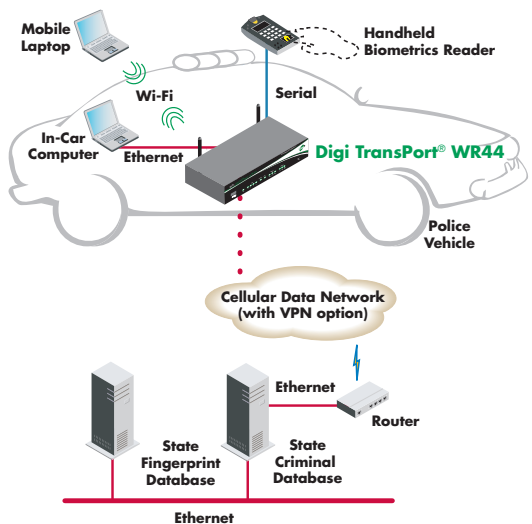 Mobile
Laptop
Handheld
Biometrics Reader
Wi-Fi
Serial
In-Car
Computer
Ethernet
Digi TransPort® WR44
Police
Vehicle
Cellular Data Network
(with VPN option)
Ethernet
Router
State
Fingerprint
Database
State
Criminal
Database
Ethernet